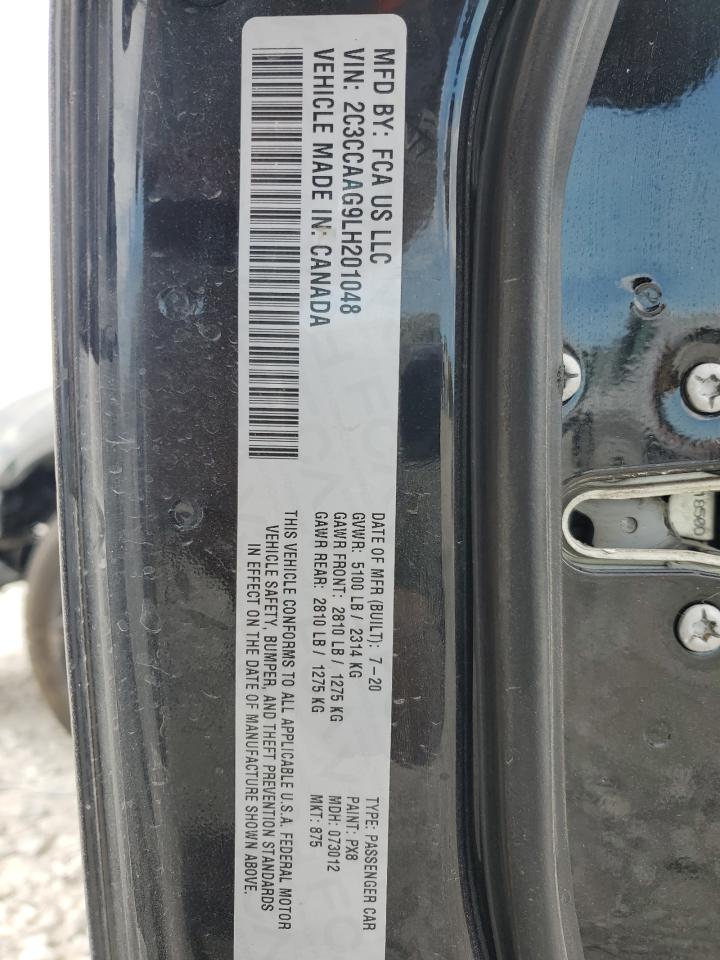 MFD BY: FCA US LLC
VIN: 2C3CCAAG9LH201048
VEHICLE MADE IN: CANADA
DATE OF MFR (BUILT): 7-20
GVWR: 5100 LB / 2314 KG
GAWR FRONT: 2810 LB / 1275 KG
GAWR REAR: 2810 LB / 1275 KG
THIS VEHICLE CONFORMS TO ALL APPLICABLE U.S.A. FEDERAL MOTOR
VEHICLE SAFETY, BUMPER, AND THEFT PREVENTION STANDARDS
IN EFFECT ON THE DATE OF MANUFACTURE SHOWN ABOVE.
TYPE: PASSENGER CAR
PAINT: PX8
MDH: 073012
MKT: 875